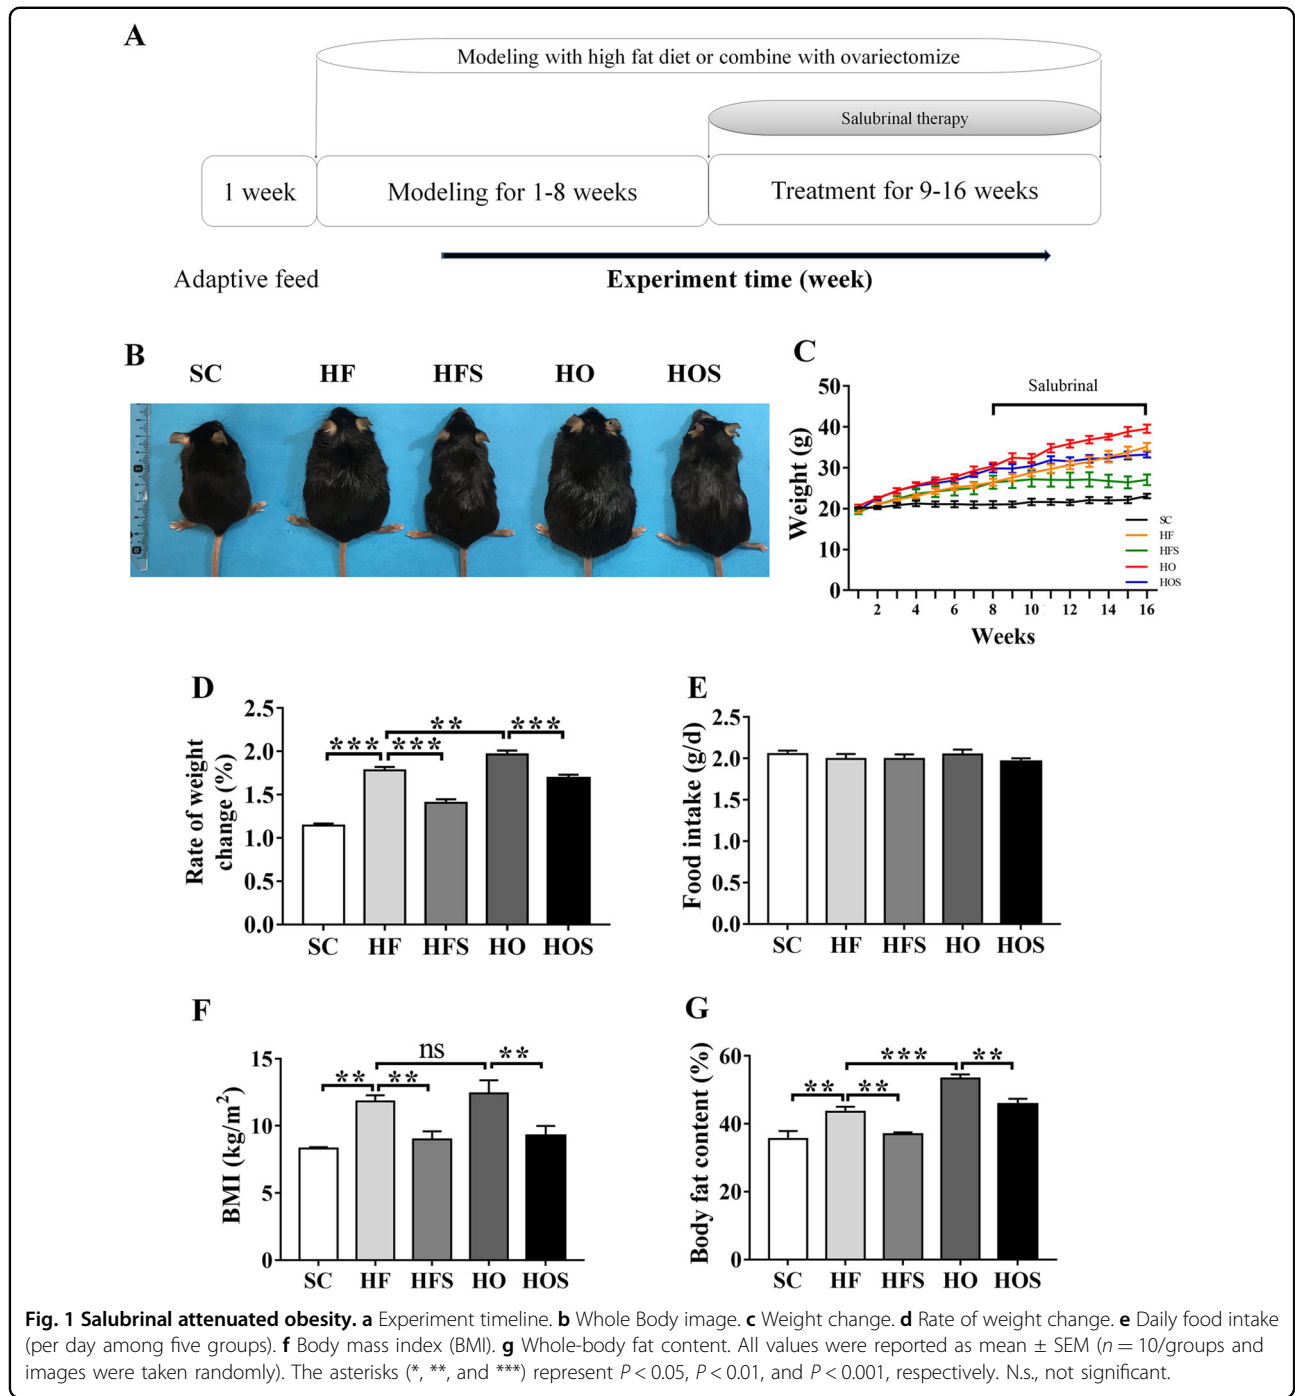 A
Modeling with high fat diet or combine with ovariectomize
Salubrinal therapy
1 week
Modeling for 1-8 weeks
Treatment for 9-16 weeks
Adaptive feed
Experiment time (week)
B
SC HF HFS HO HOS
C
Salubrinal
Weight (g)
50
40
30
20
10
0
2 4 6 8 10 12 14 16
Weeks
SC
HF
HFS
HO
HOS
D
Rate of weight
change (%)
2.5
2.0
1.5
1.0
0.5
0.0
*** *** ** ***
SC HF HFS HO HOS
E
Food intake (g/d)
2.5
2.0
1.5
1.0
0.5
0.0
SC HF HFS HO HOS
F
BMI (kg/m²)
15
10
5
0
** ** ns **
SC HF HFS HO HOS
G
Body fat content (%)
60
40
20
0
** ** *** **
SC HF HFS HO HOS
Fig. 1 Salubrinal attenuated obesity. a Experiment timeline. b Whole Body image. c Weight change. d Rate of weight change. e Daily food intake
(per day among five groups). f Body mass index (BMI). g Whole-body fat content. All values were reported as mean ± SEM (n = 10/groups and
images were taken randomly). The asterisks (*, **, and ***) represent P < 0.05, P < 0.01, and P < 0.001, respectively. N.s., not significant.